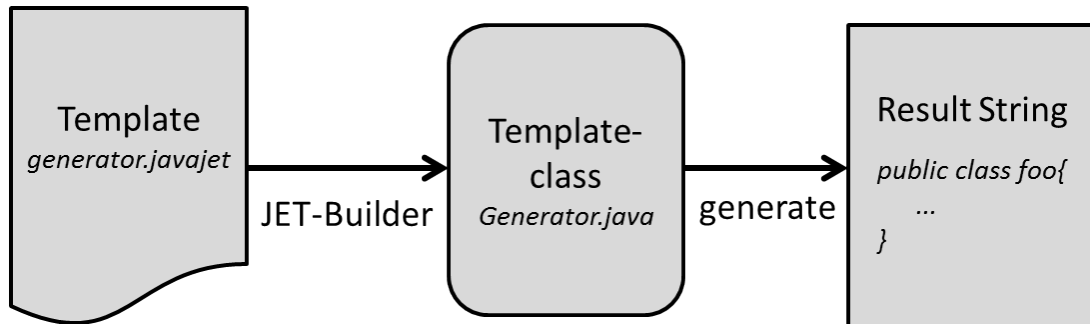 Template
generator.javajet
JET-Builder
Template-
class
Generator.java
generate
Result String
public class foo{
...
}